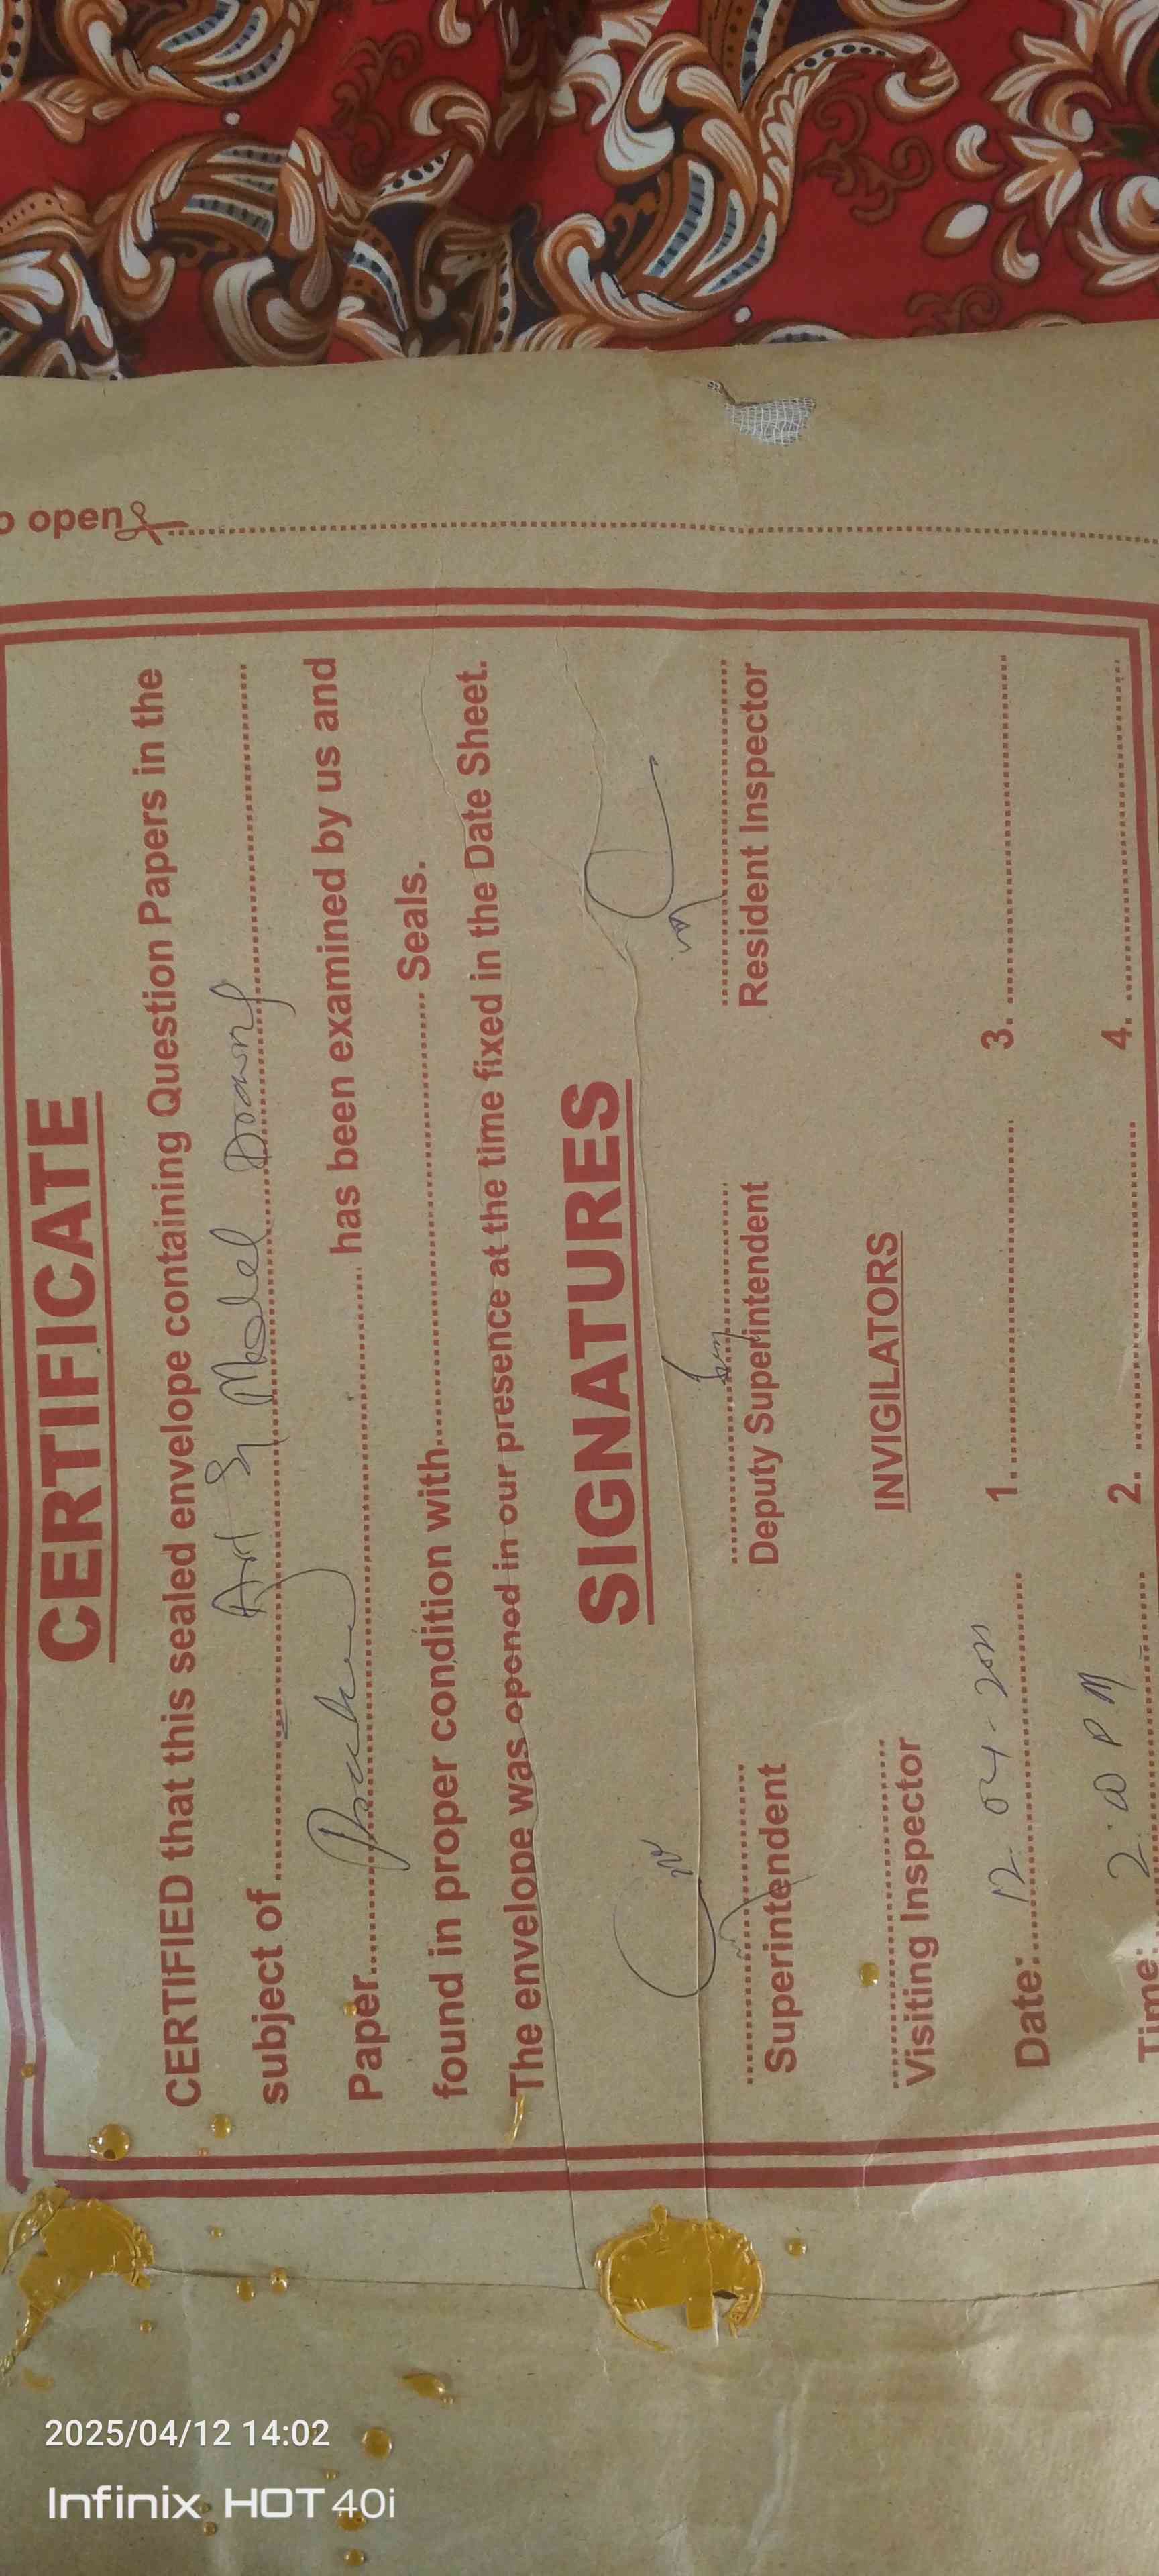 o open
CERTIFICATE
CERTIFIED that this sealed envelope containing Question Papers in the
subject of.......... Art & Model Drawing ..........
Paper.......... has been examined by us and
found in proper condition with.......... Seals.
The envelope was opened in our presence at the time fixed in the Date Sheet.
SIGNATURES
Superintendent Deputy Superintendent Resident Inspector
Visiting Inspector INVIGILATORS
Date:.... 12.04. 1. .......... 3. ..........
Time: 2:00 PM 2. .......... 4. ..........
2025/04/12 14:02
Infinix HOT 40i